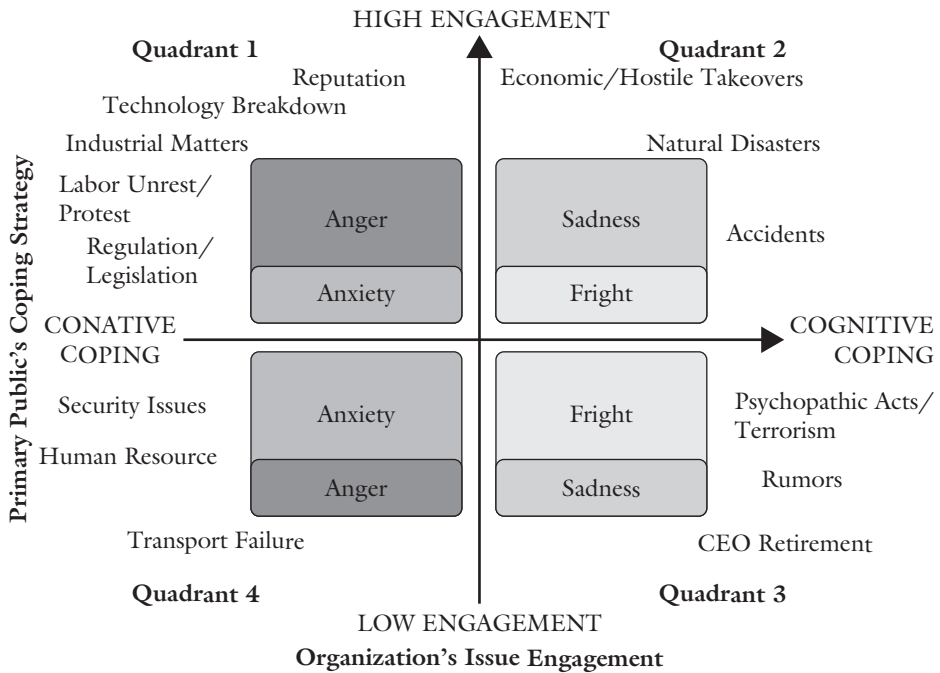 HIGH ENGAGEMENT
Quadrant 1
Quadrant 2
Reputation
Economic/Hostile Takeovers
Technology Breakdown
Industrial Matters
Natural Disasters
Labor Unrest/
Protest
Anger
Sadness
Accidents
Regulation/
Legislation
Anxiety
Fright
CONATIVE
COPING
COGNITIVE
COPING
Primary Public's Coping Strategy
Security Issues
Anxiety
Fright
Psychopathic Acts/
Terrorism
Human Resource
Anger
Sadness
Rumors
Transport Failure
CEO Retirement
Quadrant 4
Quadrant 3
LOW ENGAGEMENT
Organization's Issue Engagement